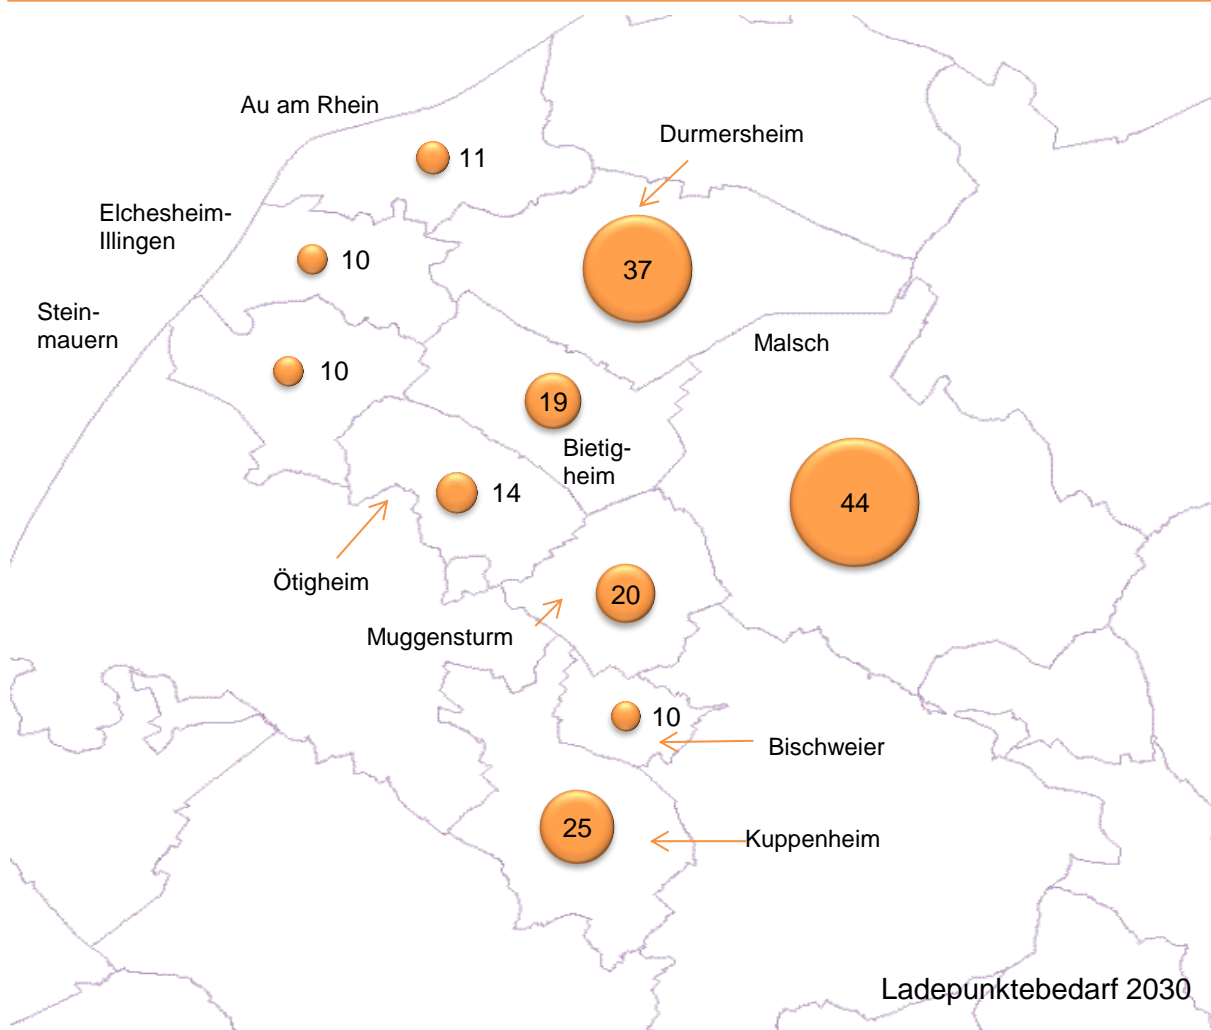 Au am Rhein
11
Durmersheim
Elchesheim-
Illingen
10
37
Stein-
mauern
10
Malsch
19
Bietig-
heim
14
44
Ötigheim
20
Muggensturm
10
Bischweier
25
Kuppenheim
Ladepunktebedarf 2030